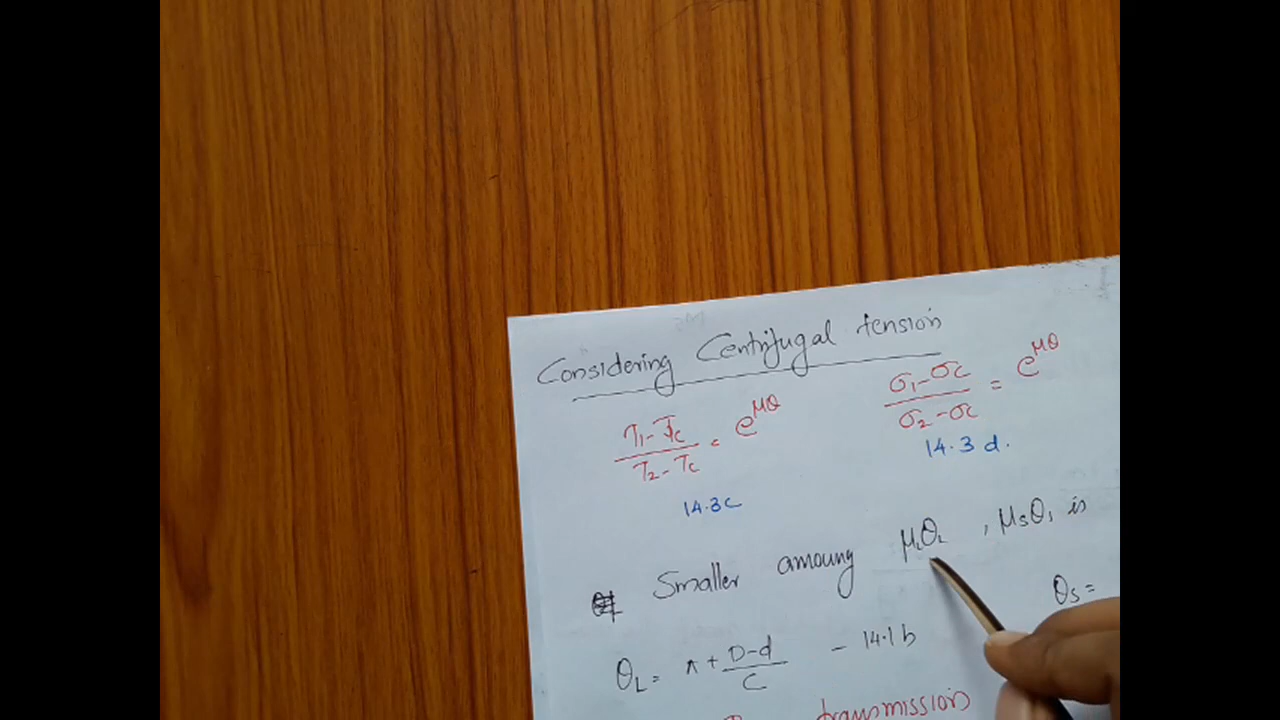 Considering Centrifugal tension
T1-Tc / T2-Tc = e^μθ
σ1-σc / σ2-σc = e^μθ
14.3c
14.3 d.
Smaller amoung μLθL , μsθs is
θs=
θL= π + D-d / C - 14.1b
transmission